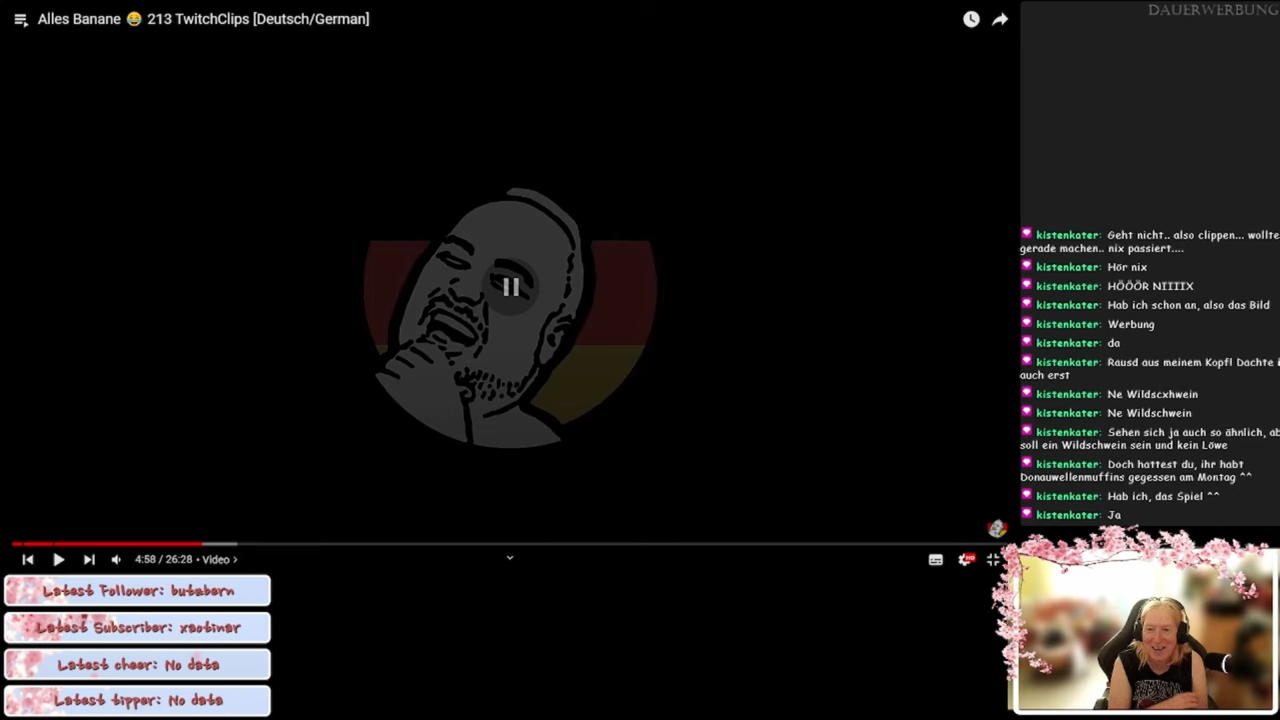 Alles Banane 😂 213 TwitchClips [Deutsch/German]
DAUERWERBUNG
kistenkater: Geht nicht.. also clippen... wollte
gerade machen.. nix passiert....
kistenkater: Hör nix
kistenkater: HÖÖÖR NIIIIX
kistenkater: Hab ich schon an, also das Bild
kistenkater: Werbung
kistenkater: da
kistenkater: Rausd aus meinem Kopf! Dachte
auch erst
kistenkater: Ne Wildscxhwein
kistenkater: Ne Wildschwein
kistenkater: Sehen sich ja auch so ähnlich,
soll ein Wildschwein sein und kein Löwe
kistenkater: Doch hattest du, ihr habt
Donauwellenmuffins gegessen am Montag ^^
kistenkater: Hab ich, das Spiel ^^
kistenkater: Ja
4:58 / 26:28 • Video ›
HD
Latest Follower: butabern
Latest Subscriber: xaotinar
Latest cheer: No data
Latest tipper: No data